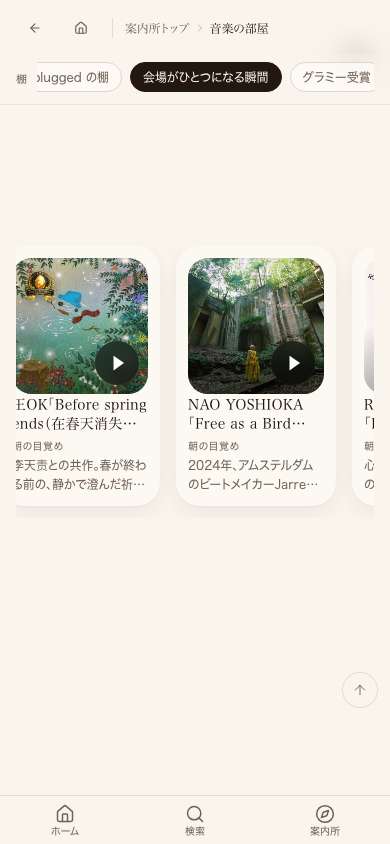 案内所トップ > 音楽の部屋
棚
plugged の棚
会場がひとつになる瞬間
グラミー受賞
EOK「Before spring
ends(在春天消失…
朝の目覚め
李天責との共作。春が終わ
る前の、静かで澄んだ祈…
NAO YOSHIOKA
「Free as a Bird…
朝の目覚め
2024年、アムステルダム
のビートメイカーJarre…
R
心
の
ホーム
検索
案内所